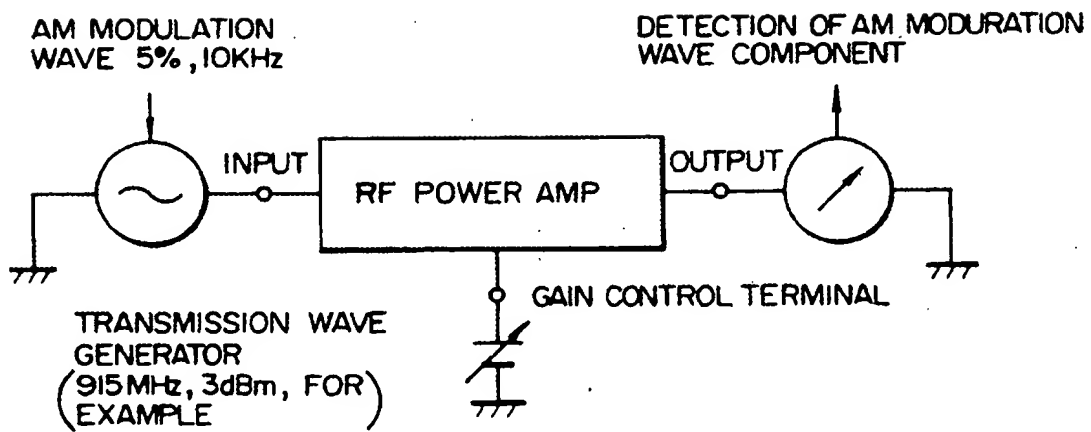 AM MODULATION
WAVE 5%, 10KHz
DETECTION OF AM MODURATION
WAVE COMPONENT
INPUT
RF POWER AMP
OUTPUT
GAIN CONTROL TERMINAL
TRANSMISSION WAVE
GENERATOR
(915MHz, 3dBm, FOR
EXAMPLE)